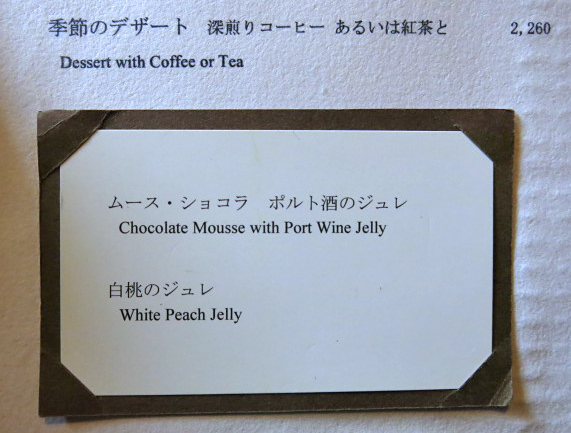 季節のデザート 深煎りコーヒー あるいは紅茶と 2,260
Dessert with Coffee or Tea
ムース・ショコラ ポルト酒のジュレ
Chocolate Mousse with Port Wine Jelly
白桃のジュレ
White Peach Jelly